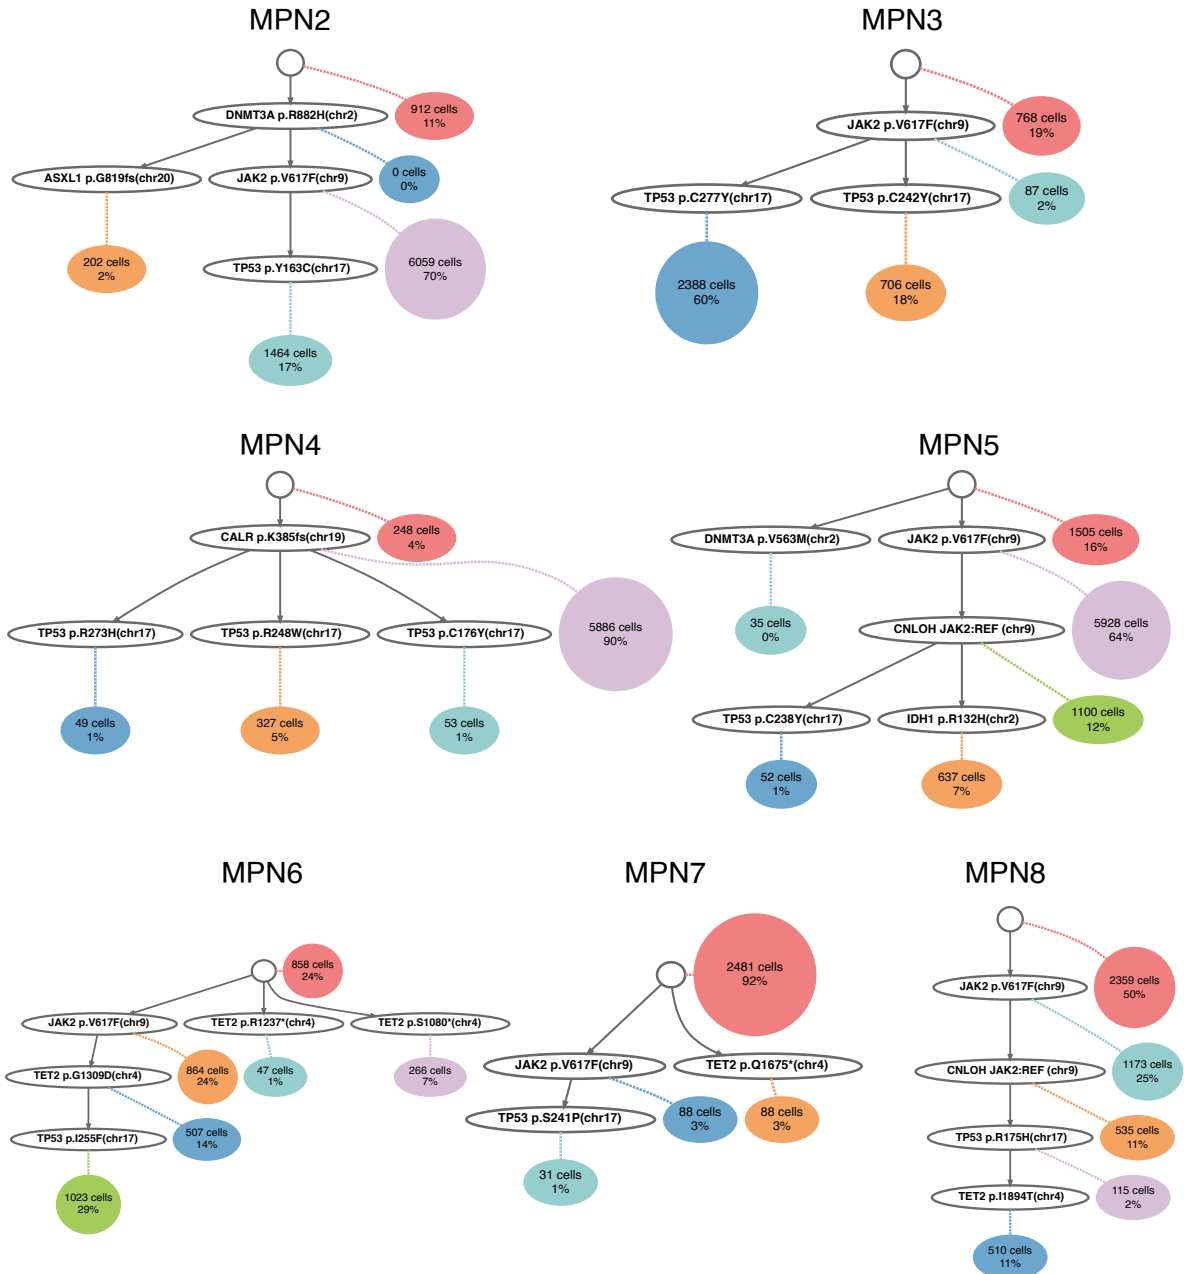 MPN2
912 cells
11%
DNMT3A p.R882H(chr2)
ASXL1 p.G819fs(chr20)
JAK2 p.V617F(chr9)
0 cells
0%
202 cells
2%
TP53 p.Y163C(chr17)
6059 cells
70%
1464 cells
17%
MPN3
768 cells
19%
JAK2 p.V617F(chr9)
TP53 p.C277Y(chr17)
TP53 p.C242Y(chr17)
87 cells
2%
2388 cells
60%
706 cells
18%
MPN4
248 cells
4%
CALR p.K385fs(chr19)
TP53 p.R273H(chr17)
TP53 p.R248W(chr17)
TP53 p.C176Y(chr17)
5886 cells
90%
49 cells
1%
327 cells
5%
53 cells
1%
MPN5
1505 cells
16%
DNMT3A p.V563M(chr2)
JAK2 p.V617F(chr9)
35 cells
0%
CNLOH JAK2:REF (chr9)
5928 cells
64%
TP53 p.C238Y(chr17)
IDH1 p.R132H(chr2)
1100 cells
12%
52 cells
1%
637 cells
7%
MPN6
858 cells
24%
JAK2 p.V617F(chr9)
TET2 p.R1237*(chr4)
TET2 p.S1080*(chr4)
TET2 p.G1309D(chr4)
864 cells
24%
47 cells
1%
266 cells
7%
TP53 p.I255F(chr17)
507 cells
14%
1023 cells
29%
MPN7
2481 cells
92%
JAK2 p.V617F(chr9)
TET2 p.Q1675*(chr4)
TP53 p.S241P(chr17)
88 cells
3%
88 cells
3%
31 cells
1%
MPN8
2359 cells
50%
JAK2 p.V617F(chr9)
1173 cells
25%
CNLOH JAK2:REF (chr9)
535 cells
11%
TP53 p.R175H(chr17)
115 cells
2%
TET2 p.I1894T(chr4)
510 cells
11%